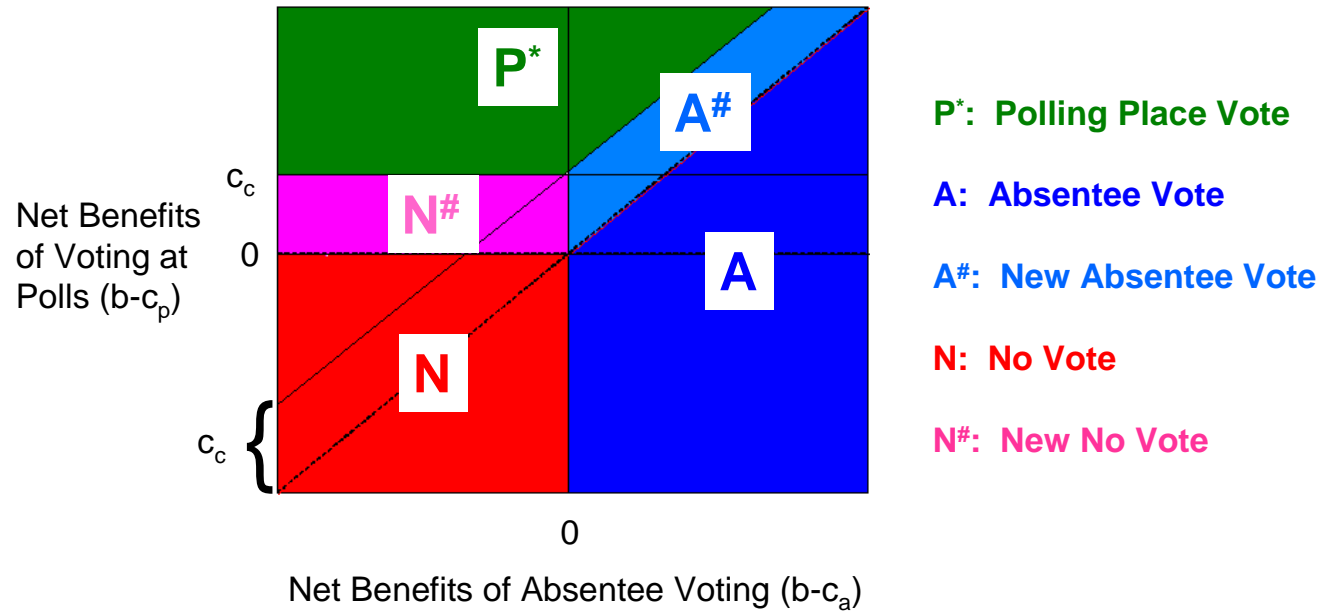 P*
A#
P*: Polling Place Vote
c_c
N#
A: Absentee Vote
Net Benefits
of Voting at
Polls (b-c_p)
0
A
A#: New Absentee Vote
N
N: No Vote
c_c {
N#: New No Vote
0
Net Benefits of Absentee Voting (b-c_a)